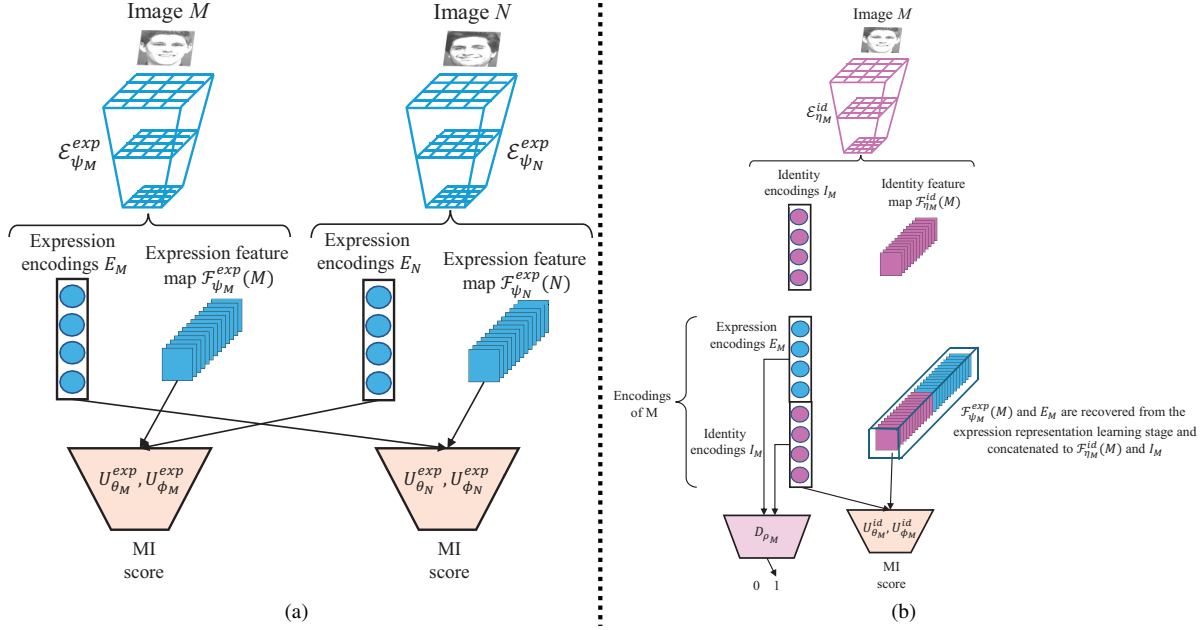 Image M
Image N
ℰ^{exp}_{ψ_M}
ℰ^{exp}_{ψ_N}
Expression
encodings E_M
Expression feature
map ℱ^{exp}_{ψ_M}(M)
Expression
encodings E_N
Expression feature
map ℱ^{exp}_{ψ_N}(N)
U^{exp}_{θ_M}, U^{exp}_{ϕ_M}
U^{exp}_{θ_N}, U^{exp}_{ϕ_N}
MI
score
MI
score
(a)
Image M
ℰ^{id}_{η_M}
Identity
encodings I_M
Identity feature
map ℱ^{id}_{η_M}(M)
Expression
encodings E_M
Encodings
of M
Identity
encodings I_M
ℱ^{exp}_{ψ_M}(M) and E_M are recovered from the
expression representation learning stage and
concatenated to ℱ^{id}_{η_M}(M) and I_M
D_{ρ_M}
U^{id}_{θ_M}, U^{id}_{ϕ_M}
0 1
MI
score
(b)